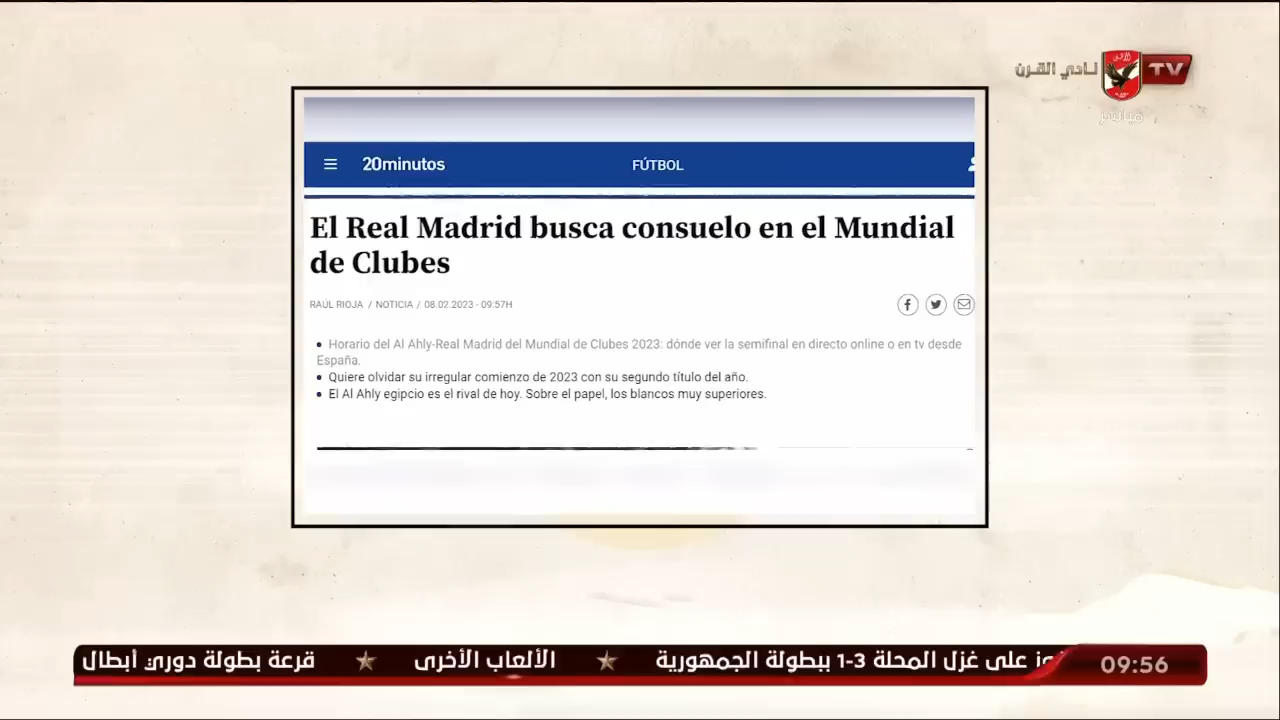 نادي القرن
TV
مباشر
20minutos
FÚTBOL
El Real Madrid busca consuelo en el Mundial
de Clubes
RAÚL RIOJA / NOTICIA / 08.02.2023 - 09:57H
• Horario del Al Ahly-Real Madrid del Mundial de Clubes 2023: dónde ver la semifinal en directo online o en tv desde
España.
• Quiere olvidar su irregular comienzo de 2023 con su segundo título del año.
• El Al Ahly egipcio es el rival de hoy. Sobre el papel, los blancos muy superiores.
على غزل المحلة 3-1 ببطولة الجمهورية ★ الألعاب الأخرى ★ قرعة بطولة دوري أبطال
09:56